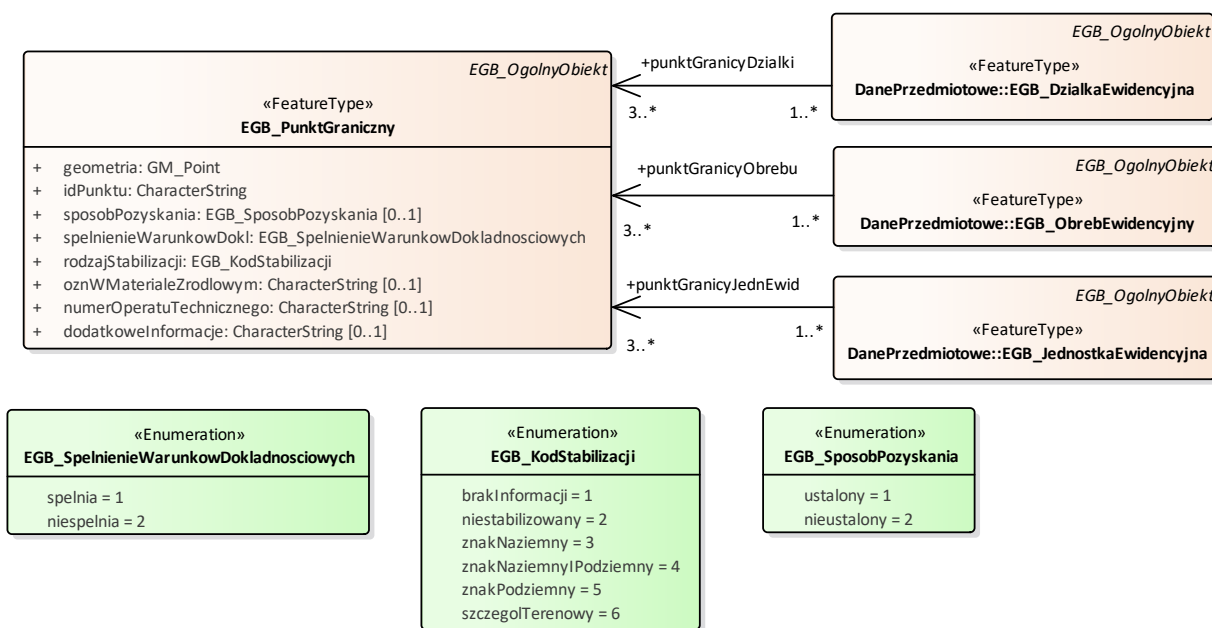 EGB_OgolnyObiekt
«FeatureType»
EGB_PunktGraniczny
+ geometria: GM_Point
+ idPunktu: CharacterString
+ sposobPozyskania: EGB_SposobPozyskania [0..1]
+ spelnienieWarunkowDokl: EGB_SpelnienieWarunkowDokladnosciowych
+ rodzajStabilizacji: EGB_KodStabilizacji
+ oznWMaterialeZrodlowym: CharacterString [0..1]
+ numerOperatuTechnicznego: CharacterString [0..1]
+ dodatkoweInformacje: CharacterString [0..1]
+punktGranicyDzialki
3..*
1..*
EGB_OgolnyObiekt
«FeatureType»
DanePrzedmiotowe::EGB_DzialkaEwidencyjna
+punktGranicyObrebu
3..*
1..*
EGB_OgolnyObiekt
«FeatureType»
DanePrzedmiotowe::EGB_ObrebEwidencyjny
+punktGranicyJednEwid
3..*
1..*
EGB_OgolnyObiekt
«FeatureType»
DanePrzedmiotowe::EGB_JednostkaEwidencyjna
«Enumeration»
EGB_SpelnienieWarunkowDokladnosciowych
spelnia = 1
niespelnia = 2
«Enumeration»
EGB_KodStabilizacji
brakInformacji = 1
niestabilizowany = 2
znakNaziemny = 3
znakNaziemnyIPodziemny = 4
znakPodziemny = 5
szczegolTerenowy = 6
«Enumeration»
EGB_SposobPozyskania
ustalony = 1
nieustalony = 2